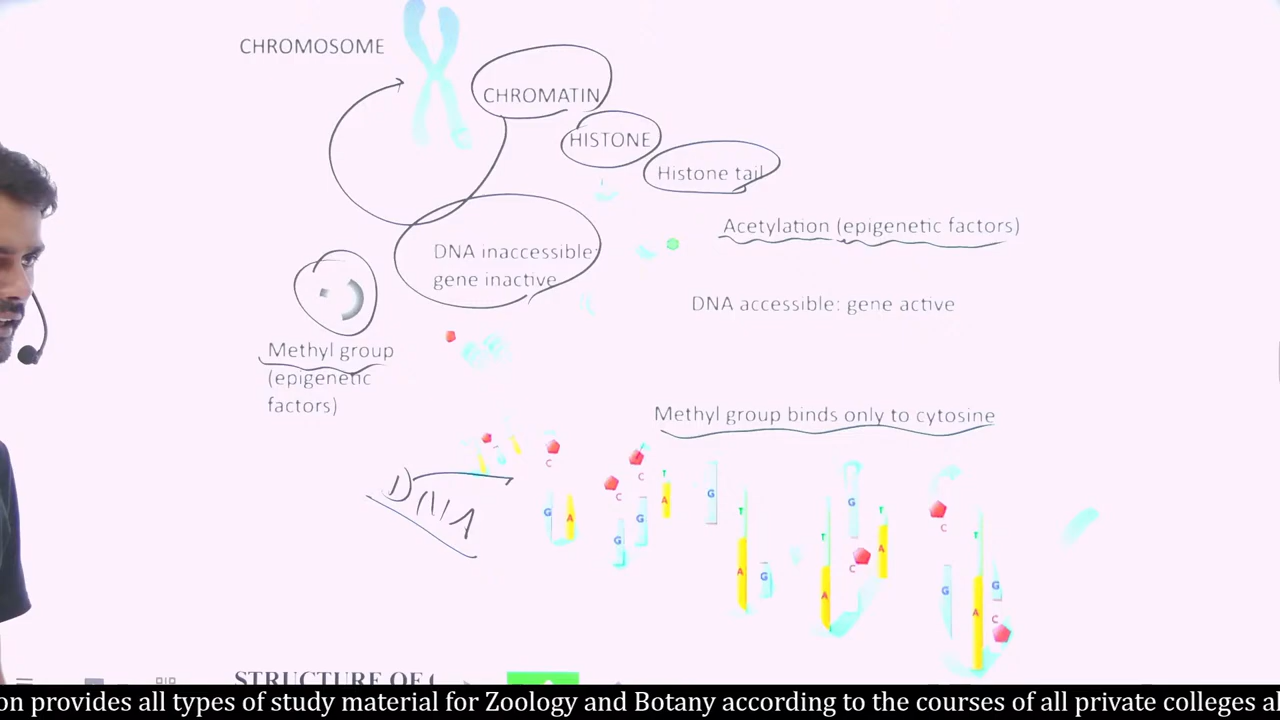 CHROMOSOME
CHROMATIN
HISTONE
Histone tail
Acetylation (epigenetic factors)
DNA inaccessible:
gene inactive
DNA accessible: gene active
Methyl group
(epigenetic
factors)
Methyl group binds only to cytosine
DNA
C
C
C
T
G
G
A
G
A
G
T
A
G
T
A
G
C
T
A
C
G
T
A
G
C
STRUCTURE OF
on provides all types of study material for Zoology and Botany according to the courses of all private colleges al